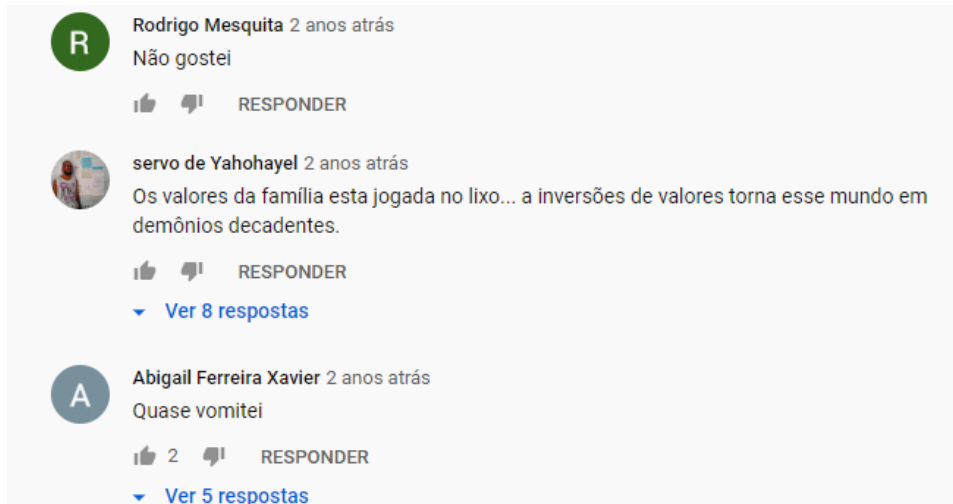 R
Rodrigo Mesquita 2 anos atrás
Não gostei
RESPONDER
servo de Yahohayel 2 anos atrás
Os valores da família esta jogada no lixo... a inversões de valores torna esse mundo em
demônios decadentes.
RESPONDER
Ver 8 respostas
A
Abigail Ferreira Xavier 2 anos atrás
Quase vomitei
2 RESPONDER
Ver 5 respostas